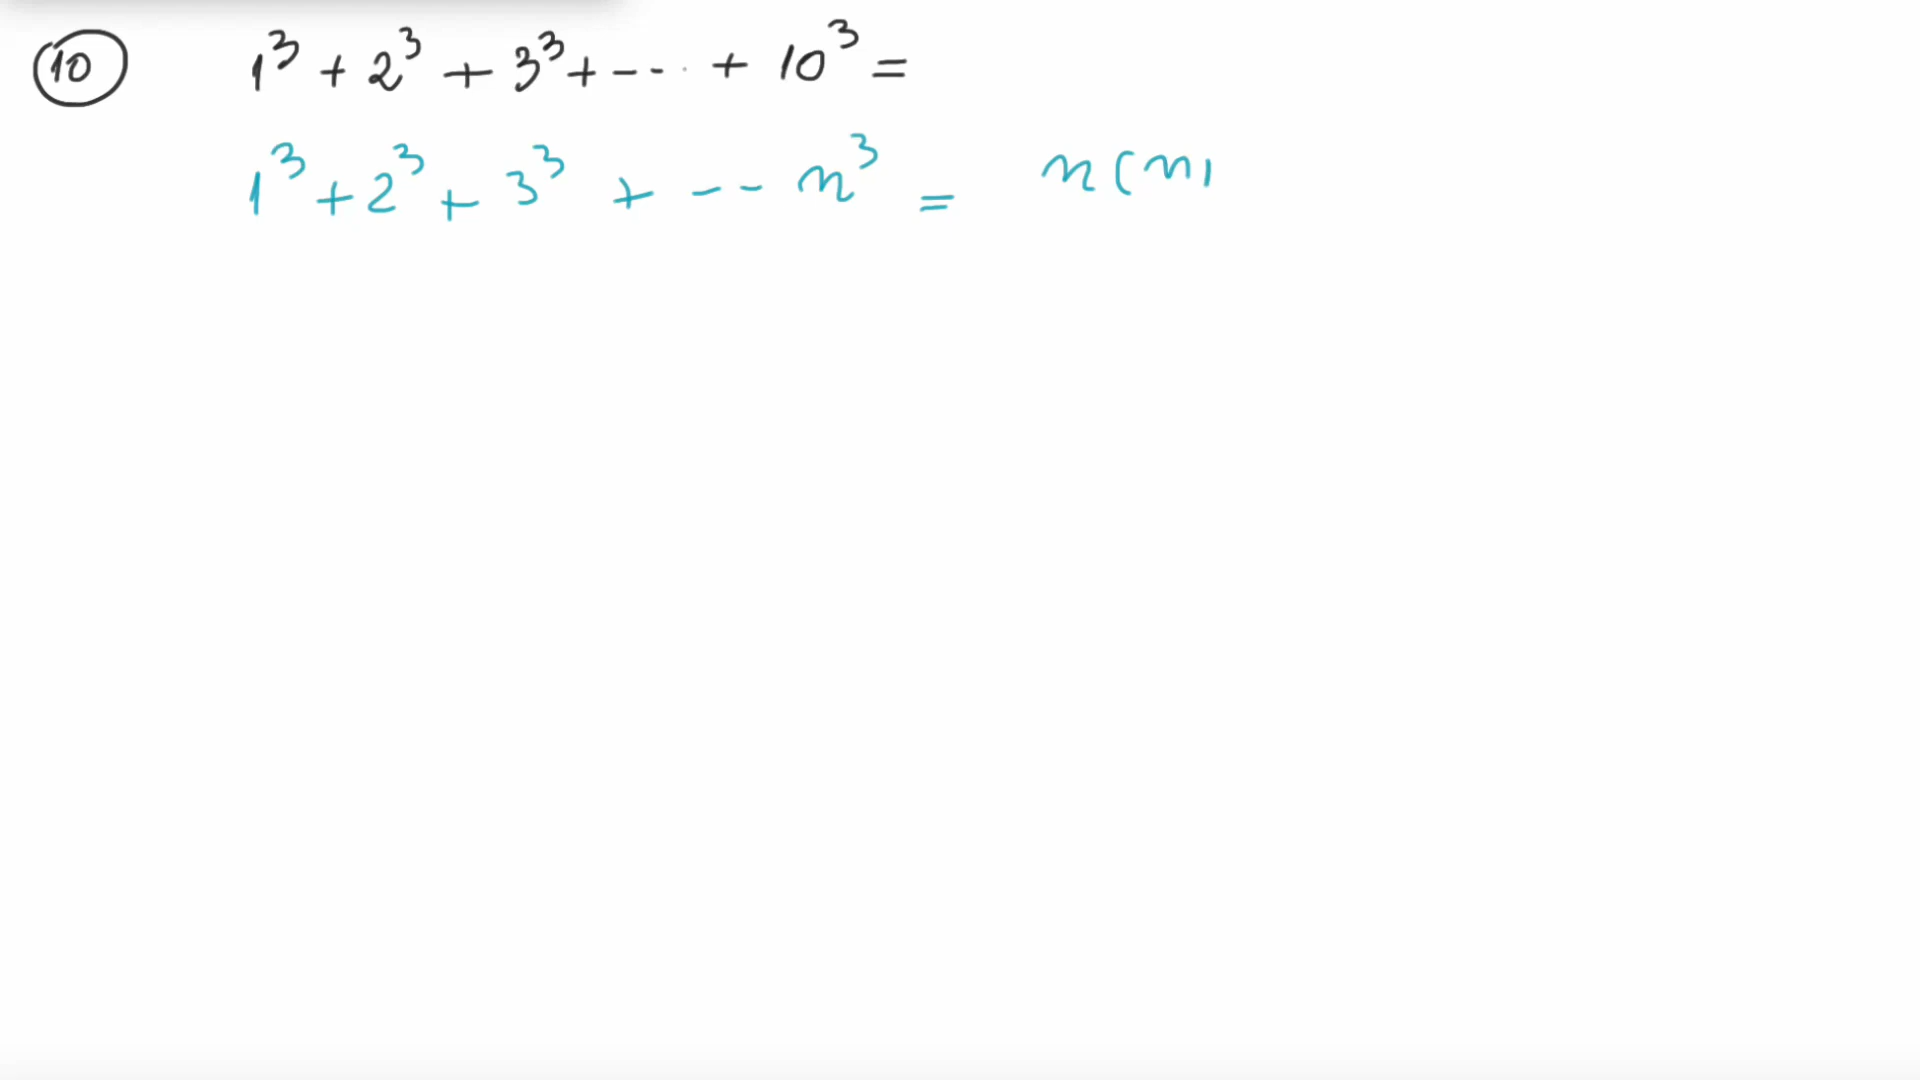 10 1³ + 2³ + 3³ + --- · + 10³ =
1³ + 2³ + 3³ + -- n³ = n(n